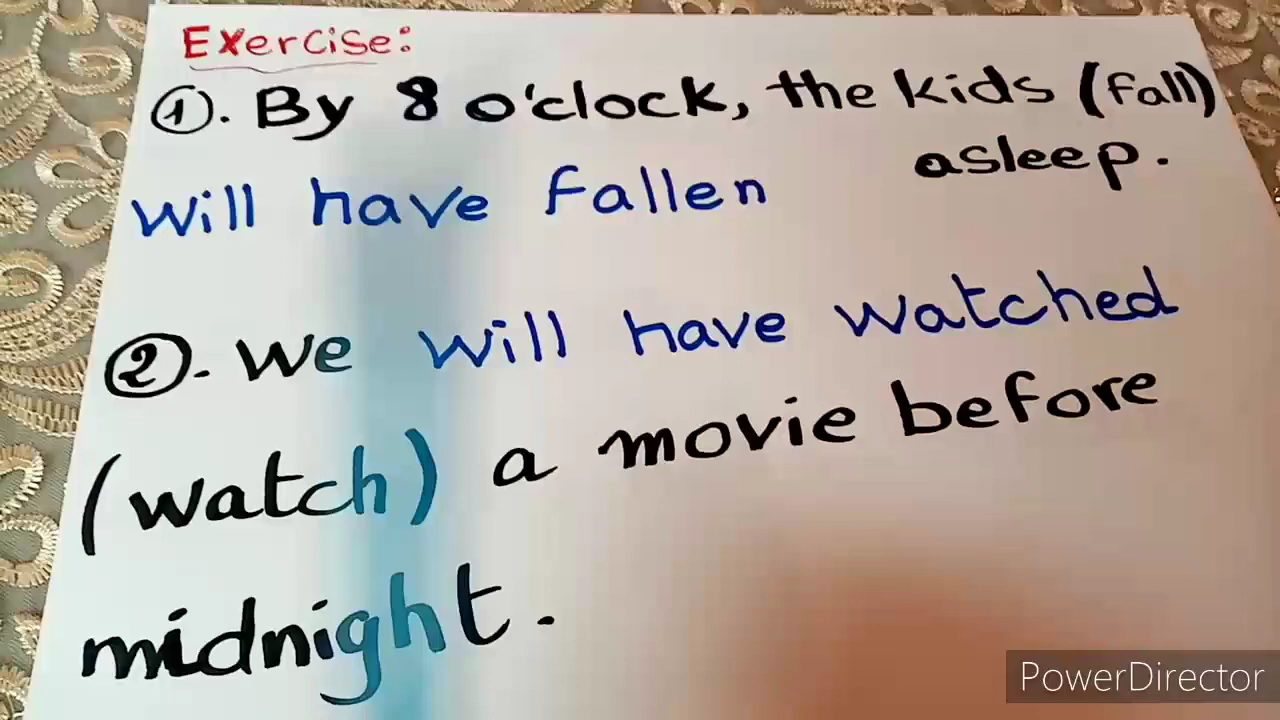 Exercise:
①. By 8 o'clock, the kids (fall)
asleep.
will have fallen
②. We will have watched
(watch) a movie before
midnight.
PowerDirector